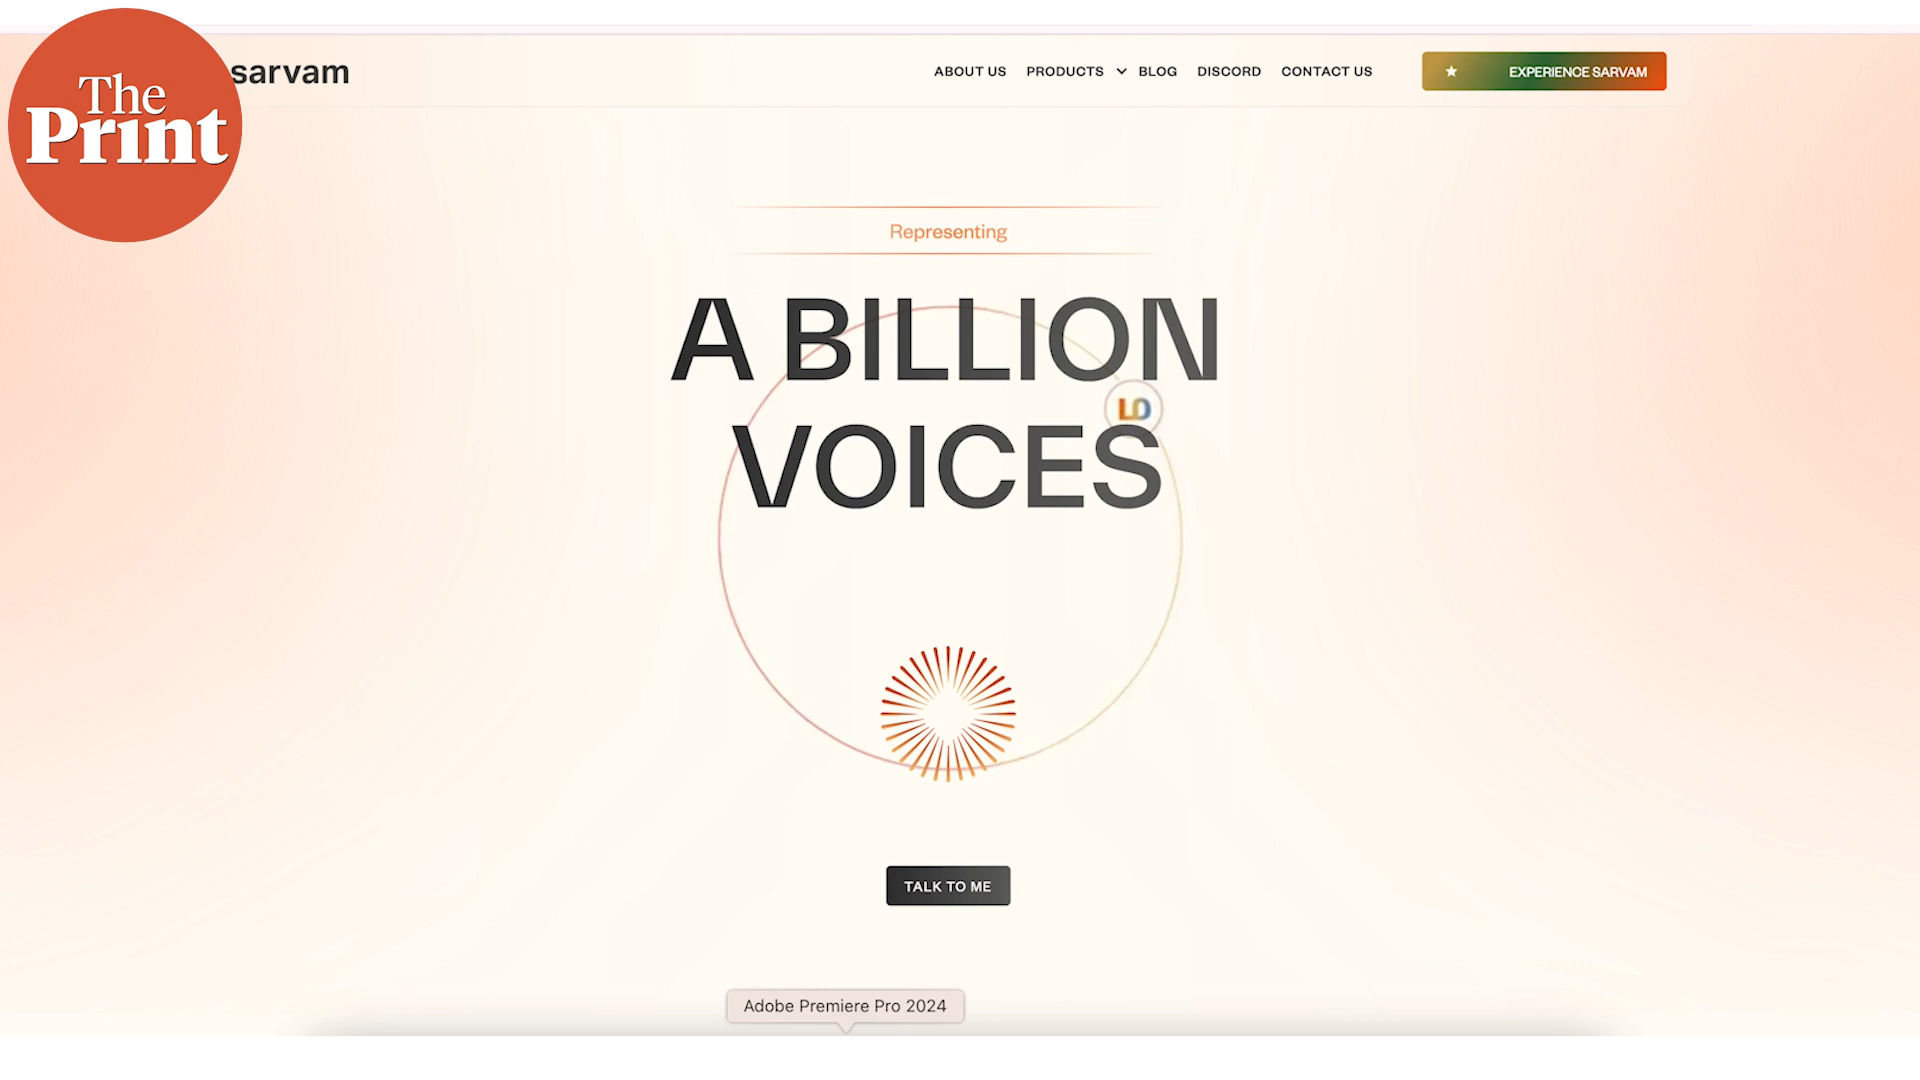 The
Print
sarvam
ABOUT US PRODUCTS BLOG DISCORD CONTACT US EXPERIENCE SARVAM
Representing
A BILLION
VOICES
TALK TO ME
Adobe Premiere Pro 2024